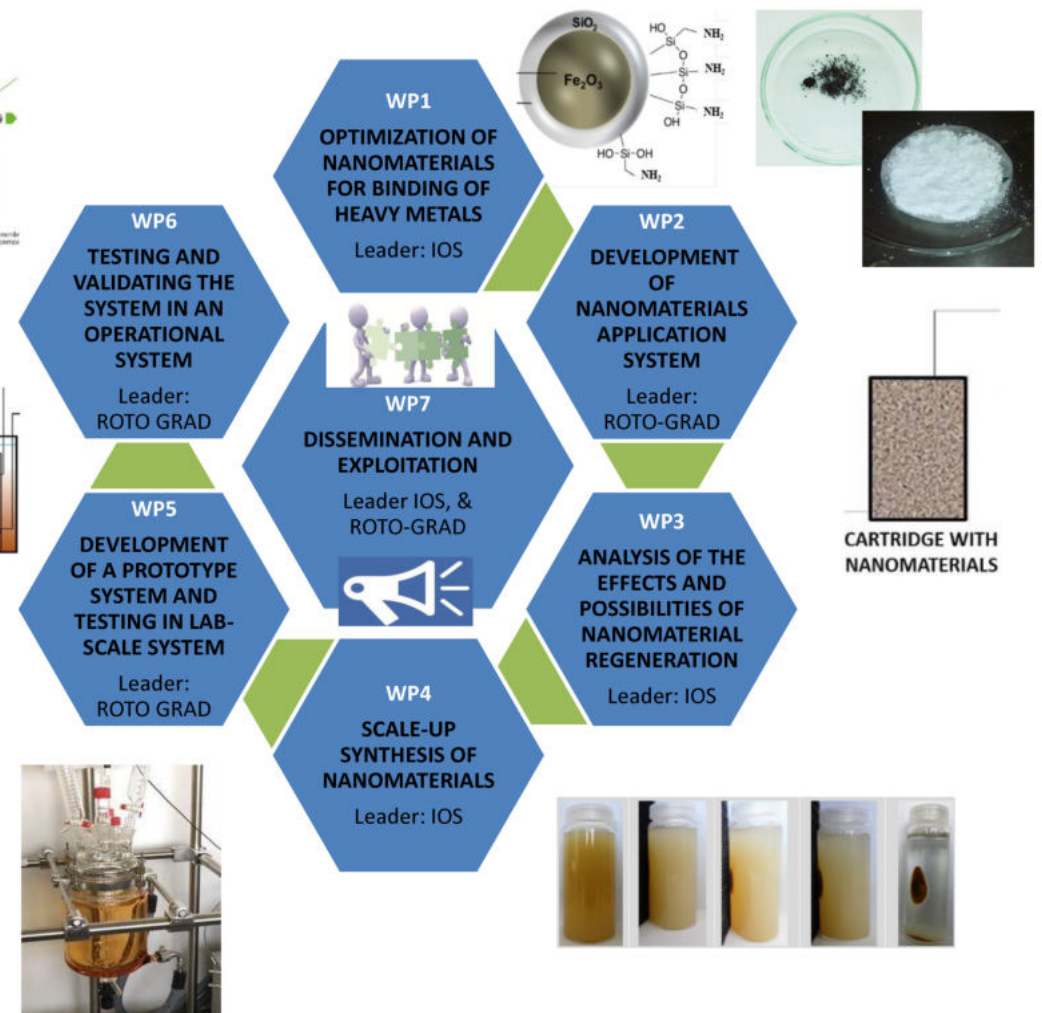 WP1
OPTIMIZATION OF
NANOMATERIALS
FOR BINDING OF
HEAVY METALS
Leader: IOS
SiO2
Fe2O3
HO
Si
NH2
O
Si
NH2
O
Si
NH2
OH
HO-Si-OH
NH2
WP6
TESTING AND
VALIDATING THE
SYSTEM IN AN
OPERATIONAL
SYSTEM
Leader:
ROTO GRAD
WP2
DEVELOPMENT
OF
NANOMATERIALS
APPLICATION
SYSTEM
Leader:
ROTO-GRAD
WP7
DISSEMINATION AND
EXPLOITATION
Leader IOS, &
ROTO-GRAD
WP5
DEVELOPMENT
OF A PROTOTYPE
SYSTEM AND
TESTING IN LAB-
SCALE SYSTEM
Leader:
ROTO GRAD
WP3
ANALYSIS OF THE
EFFECTS AND
POSSIBILITIES OF
NANOMATERIAL
REGENERATION
Leader: IOS
CARTRIDGE WITH
NANOMATERIALS
WP4
SCALE-UP
SYNTHESIS OF
NANOMATERIALS
Leader: IOS